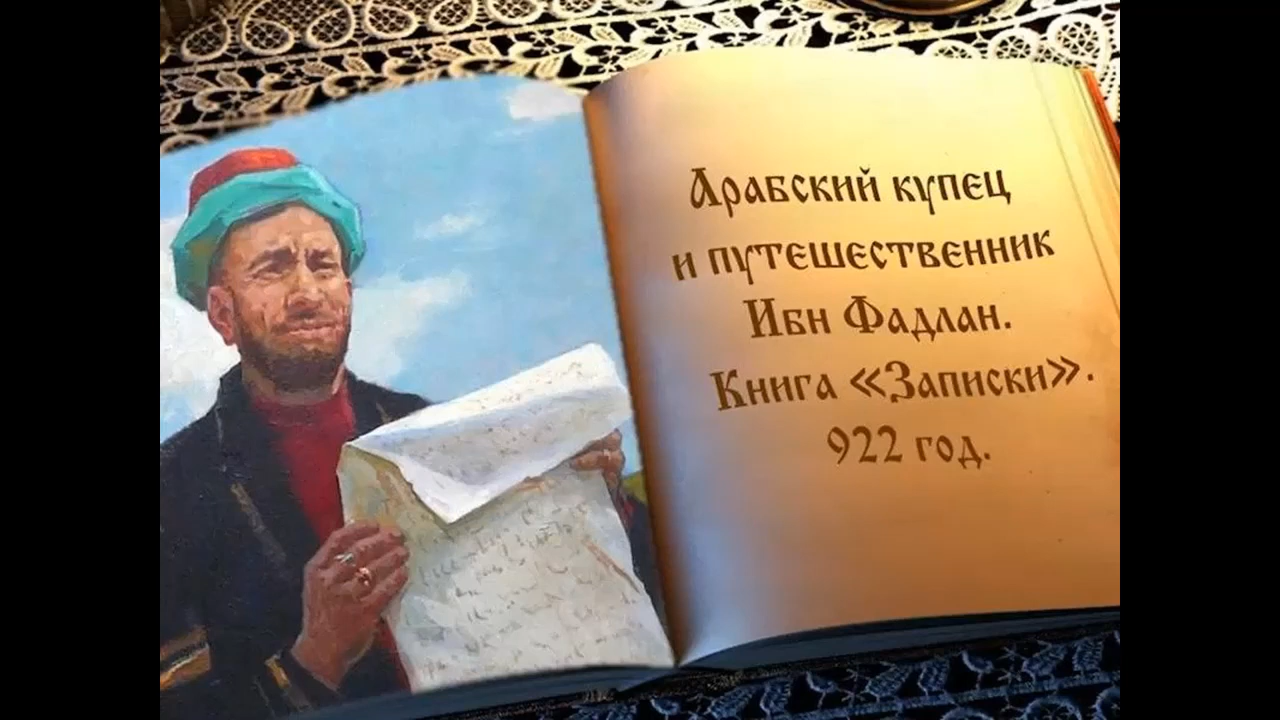 Арабский купец
и путешественник
Ибн Фадлан.
Книга «Записки».
922 год.